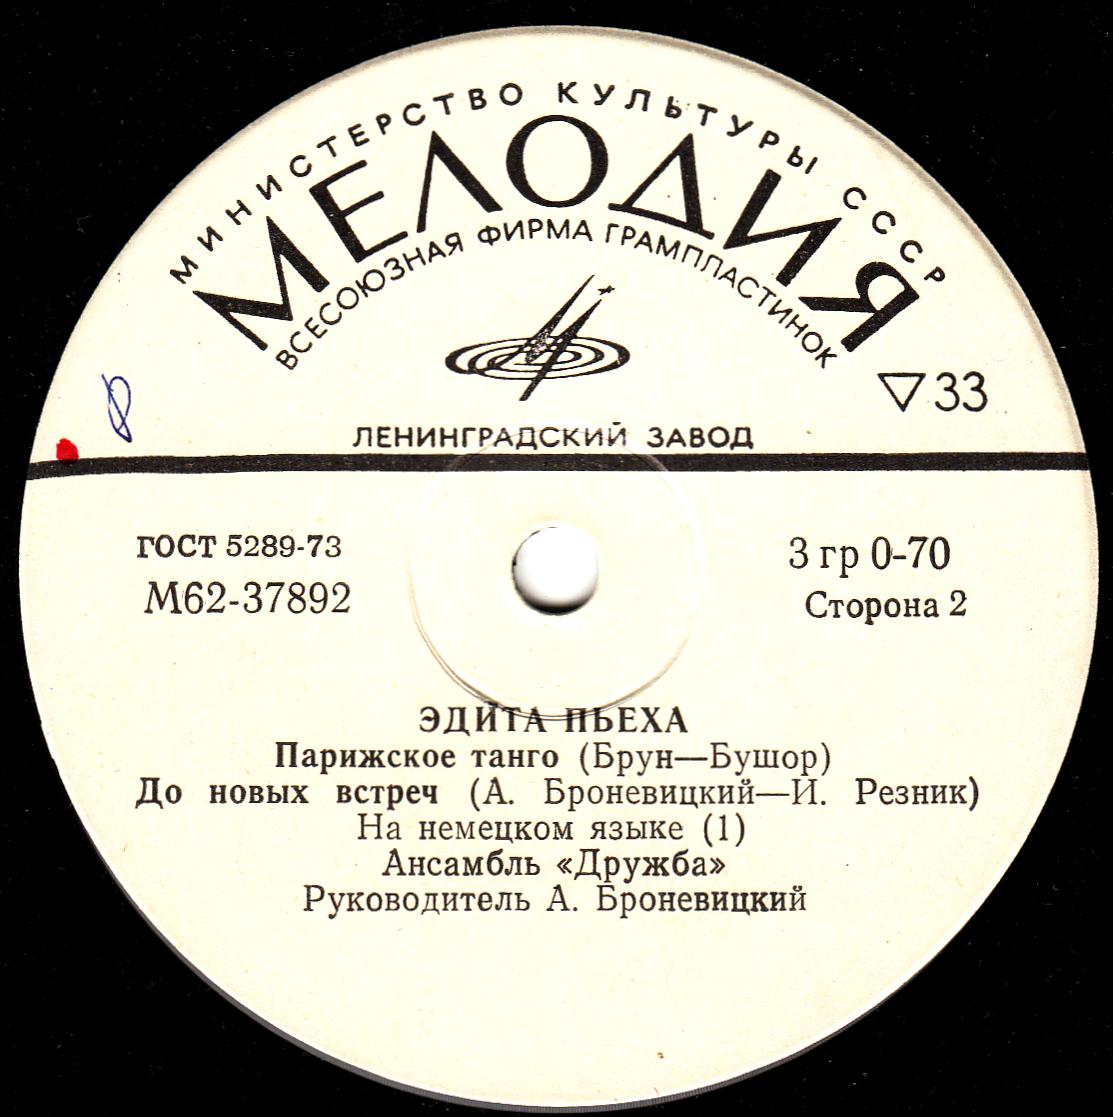 МИНИСТЕРСТВО КУЛЬТУРЫ СССР
МЕЛОДИЯ
ВСЕСОЮЗНАЯ ФИРМА ГРАМПЛАСТИНОК
▽33
ЛЕНИНГРАДСКИЙ ЗАВОД
ГОСТ 5289-73
М62-37892
3 гр 0-70
Сторона 2
ЭДИТА ПЬЕХА
Парижское танго (Брун—Бушор)
До новых встреч (А. Броневицкий—И. Резник)
На немецком языке (1)
Ансамбль «Дружба»
Руководитель А. Броневицкий